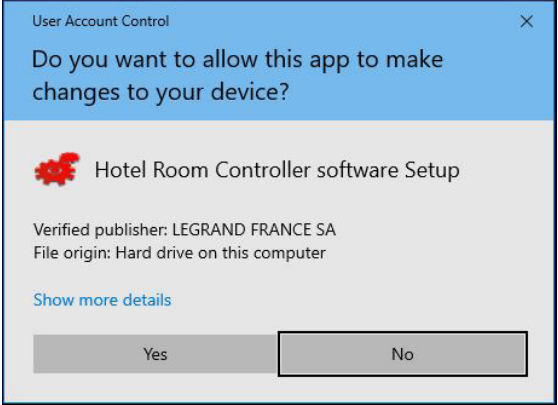 User Account Control
Do you want to allow this app to make
changes to your device?
Hotel Room Controller software Setup
Verified publisher: LEGRAND FRANCE SA
File origin: Hard drive on this computer
Show more details
Yes
No